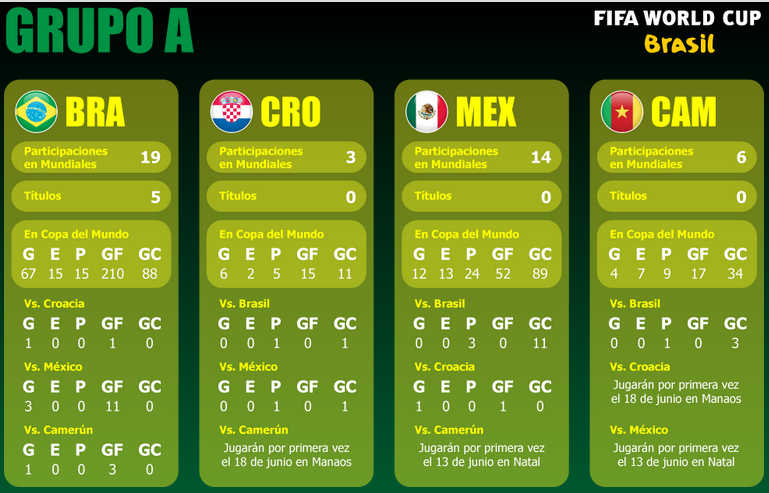 GRUPO A
FIFA WORLD CUP
Brasil
BRA
Participaciones
en Mundiales 19
Títulos 5
En Copa del Mundo
G E P GF GC
67 15 15 210 88
Vs. Croacia
G E P GF GC
1 0 0 1 0
Vs. México
G E P GF GC
3 0 0 11 0
Vs. Camerún
G E P GF GC
1 0 0 3 0
CRO
Participaciones
en Mundiales 3
Títulos 0
En Copa del Mundo
G E P GF GC
6 2 5 15 11
Vs. Brasil
G E P GF GC
0 0 1 0 1
Vs. México
G E P GF GC
0 0 1 0 1
Vs. Camerún
Jugarán por primera vez
el 18 de junio en Manaos
MEX
Participaciones
en Mundiales 14
Títulos 0
En Copa del Mundo
G E P GF GC
12 13 24 52 89
Vs. Brasil
G E P GF GC
0 0 3 0 11
Vs. Croacia
G E P GF GC
1 0 0 1 0
Vs. Camerún
Jugarán por primera vez
el 13 de junio en Natal
CAM
Participaciones
en Mundiales 6
Títulos 0
En Copa del Mundo
G E P GF GC
4 7 9 17 34
Vs. Brasil
G E P GF GC
0 0 1 0 3
Vs. Croacia
Jugarán por primera vez
el 18 de junio en Manaos
Vs. México
Jugarán por primera vez
el 13 de junio en Natal